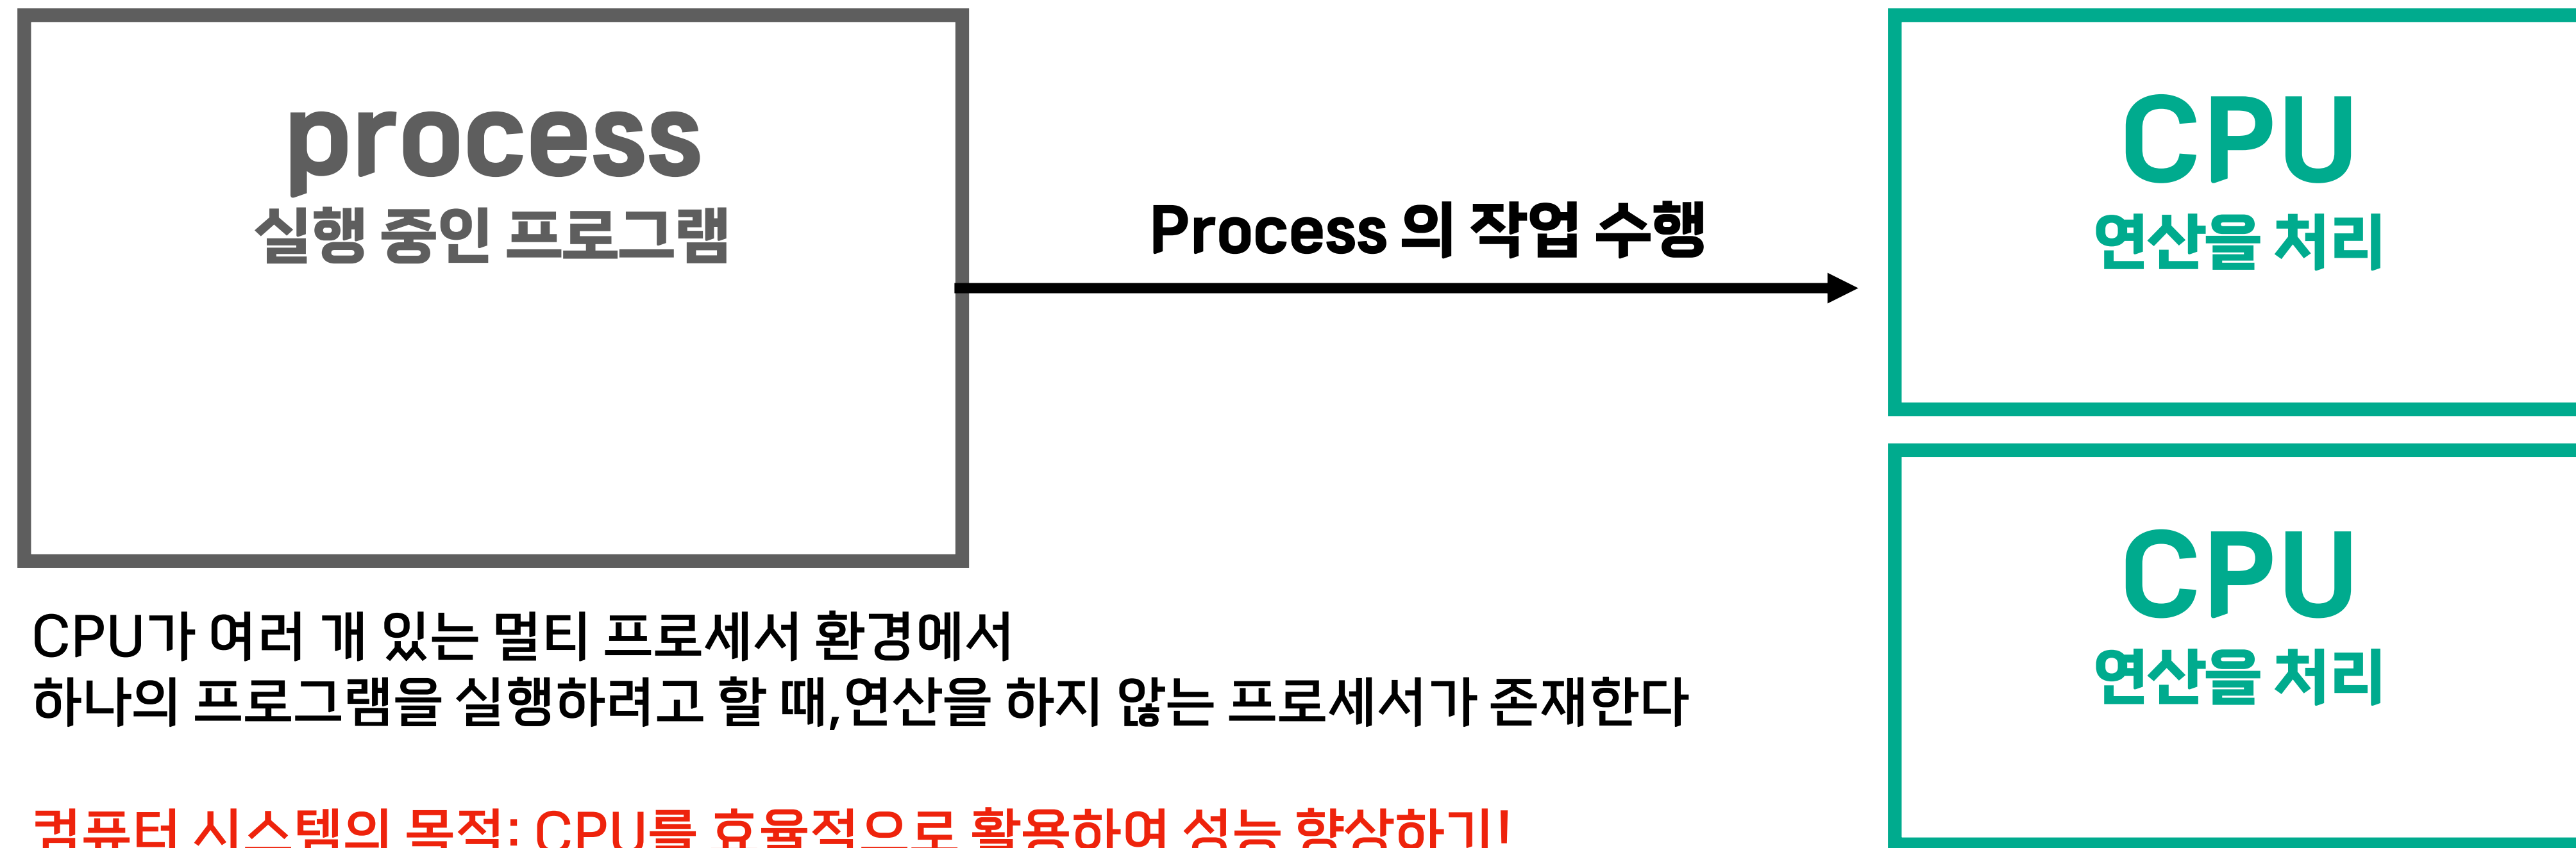 process
실행 중인 프로그램
Process 의 작업 수행
CPU
연산을 처리
CPU
연산을 처리
CPU가 여러 개 있는 멀티 프로세서 환경에서
하나의 프로그램을 실행하려고 할 때,연산을 하지 않는 프로세서가 존재한다
컴퓨터 시스템의 목적: CPU를 효율적으로 활용하여 성능 향상하기!